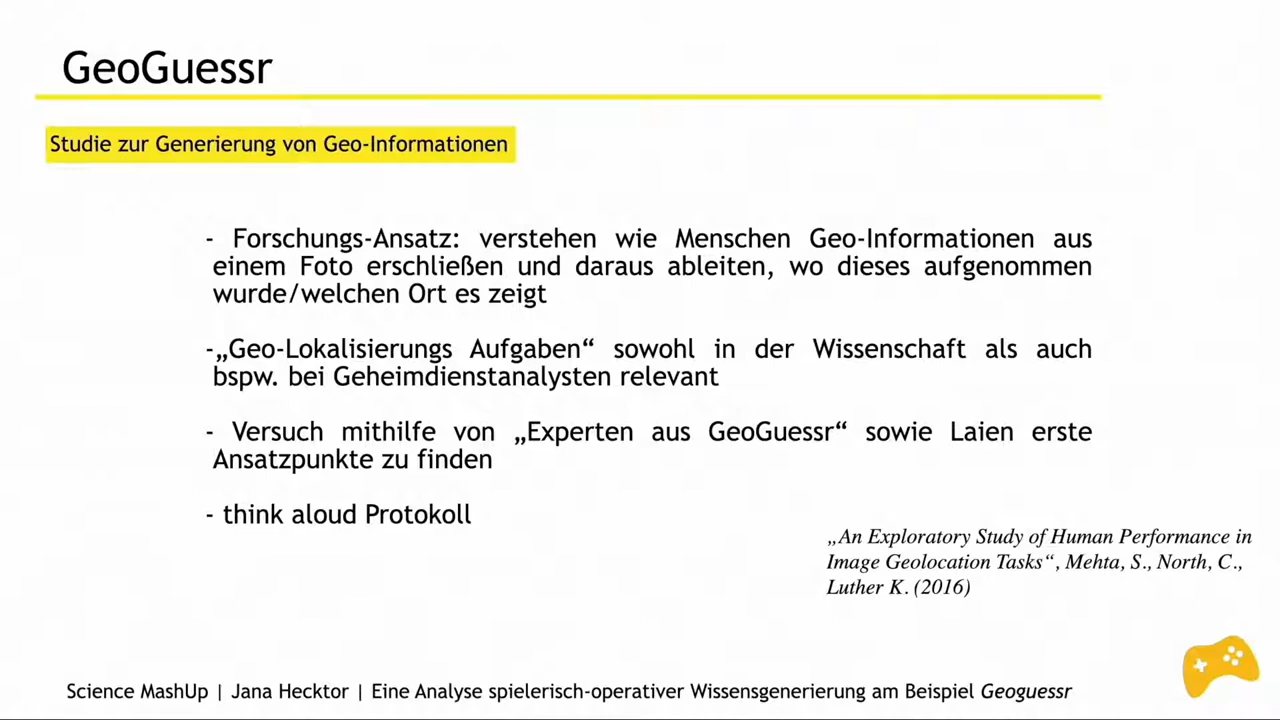 GeoGuessr
Studie zur Generierung von Geo-Informationen
- Forschungs-Ansatz: verstehen wie Menschen Geo-Informationen aus
einem Foto erschließen und daraus ableiten, wo dieses aufgenommen
wurde/welchen Ort es zeigt
-„Geo-Lokalisierungs Aufgaben“ sowohl in der Wissenschaft als auch
bspw. bei Geheimdienstanalysten relevant
- Versuch mithilfe von „Experten aus GeoGuessr“ sowie Laien erste
Ansatzpunkte zu finden
- think aloud Protokoll
„An Exploratory Study of Human Performance in
Image Geolocation Tasks“, Mehta, S., North, C.,
Luther K. (2016)
Science MashUp | Jana Hecktor | Eine Analyse spielerisch-operativer Wissensgenerierung am Beispiel Geoguessr